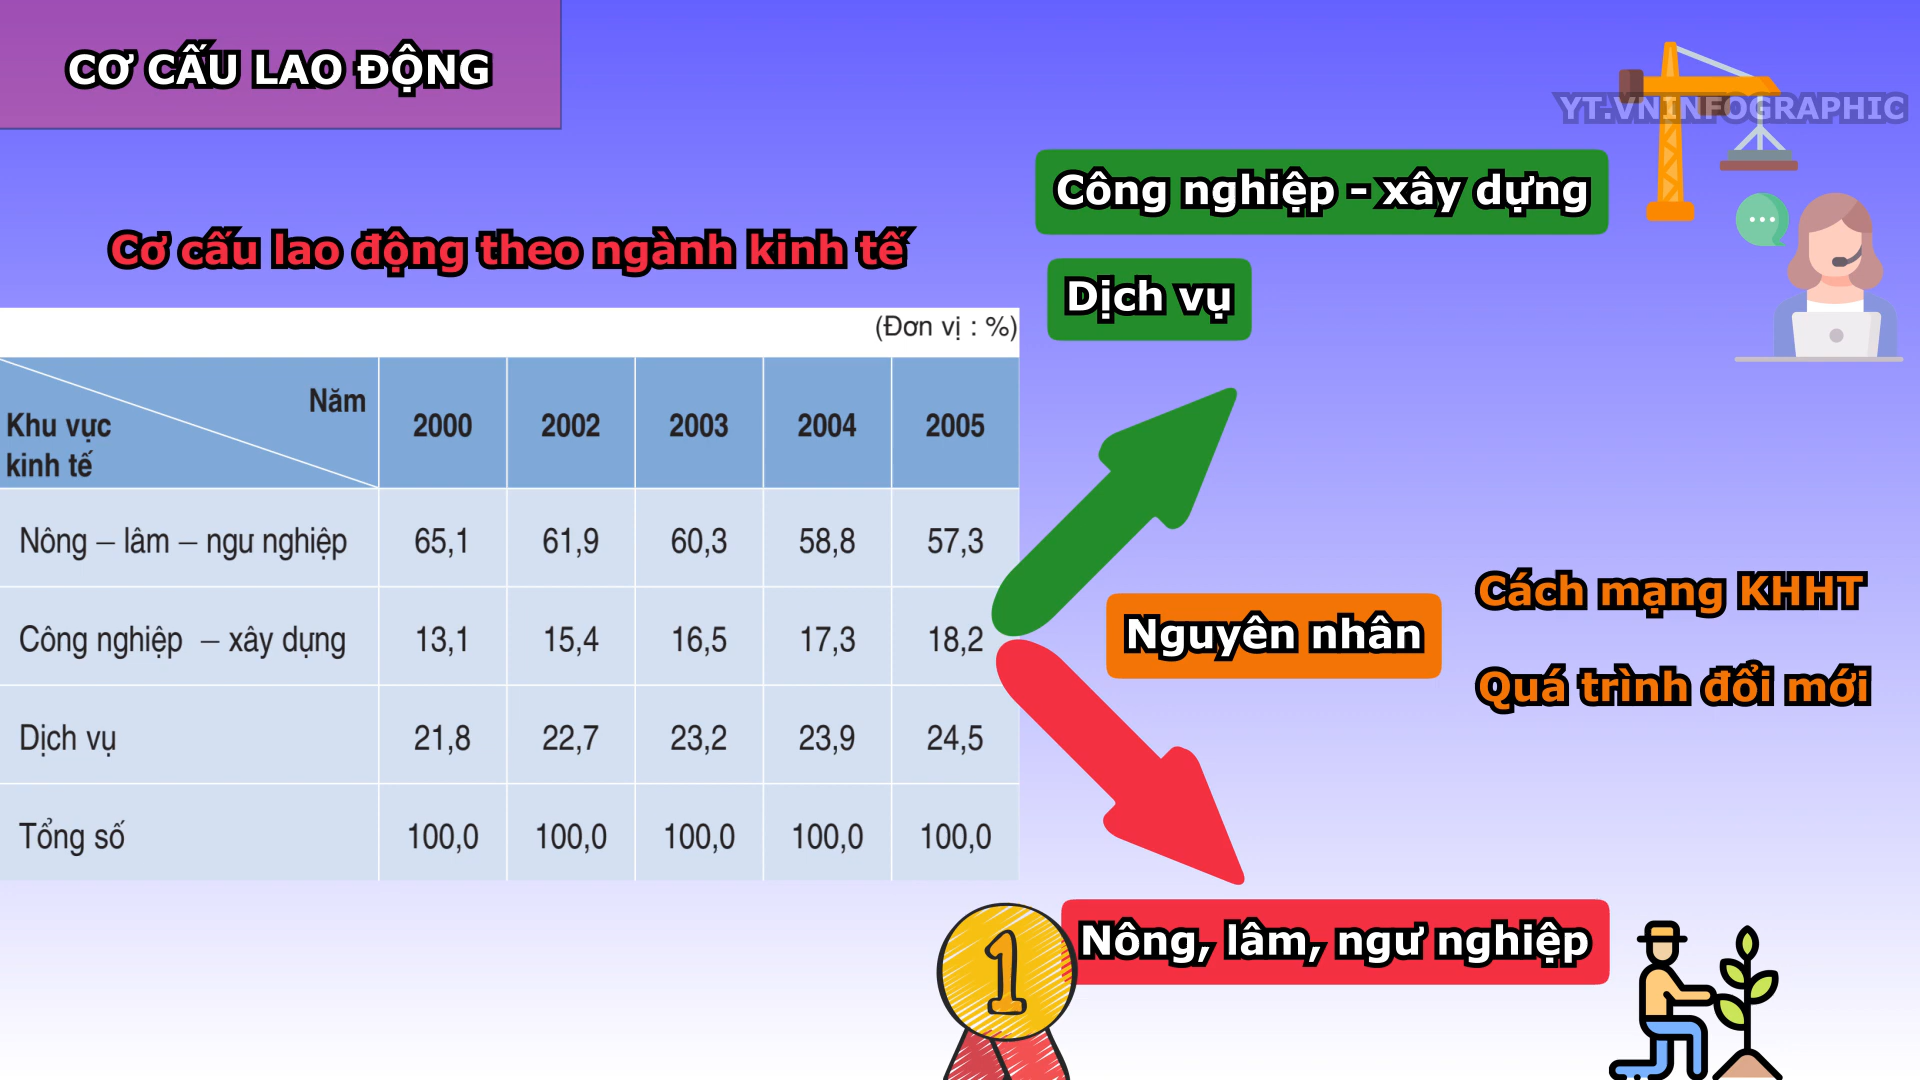 CƠ CẤU LAO ĐỘNG
YT.VNINFOGRAPHIC
Công nghiệp - xây dựng
Dịch vụ
Cơ cấu lao động theo ngành kinh tế
(Đơn vị : %)
Năm
Khu vực
kinh tế
2000 2002 2003 2004 2005
Nông – lâm – ngư nghiệp 65,1 61,9 60,3 58,8 57,3
Công nghiệp – xây dựng 13,1 15,4 16,5 17,3 18,2
Dịch vụ 21,8 22,7 23,2 23,9 24,5
Tổng số 100,0 100,0 100,0 100,0 100,0
Nguyên nhân
Cách mạng KHHT
Quá trình đổi mới
1
Nông, lâm, ngư nghiệp